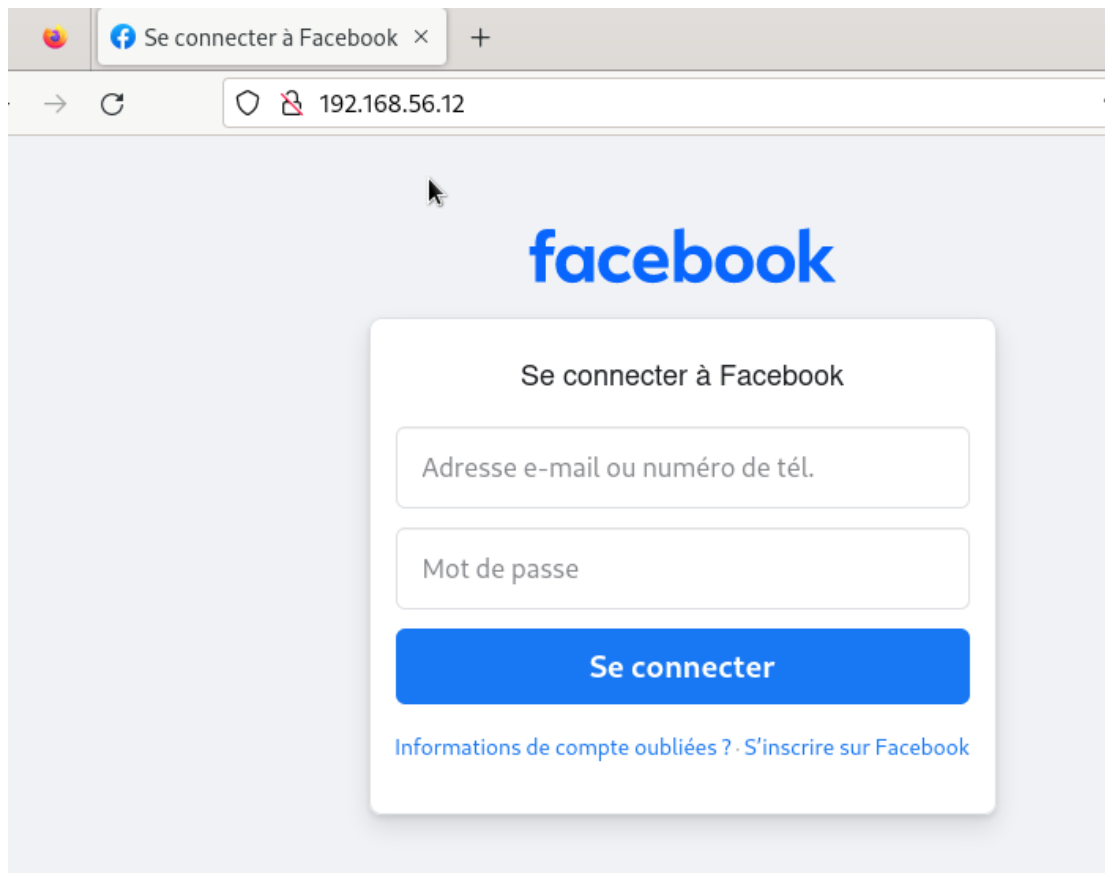 Se connecter à Facebook
192.168.56.12
facebook
Se connecter à Facebook
Adresse e-mail ou numéro de tél.
Mot de passe
Se connecter
Informations de compte oubliées ? · S’inscrire sur Facebook